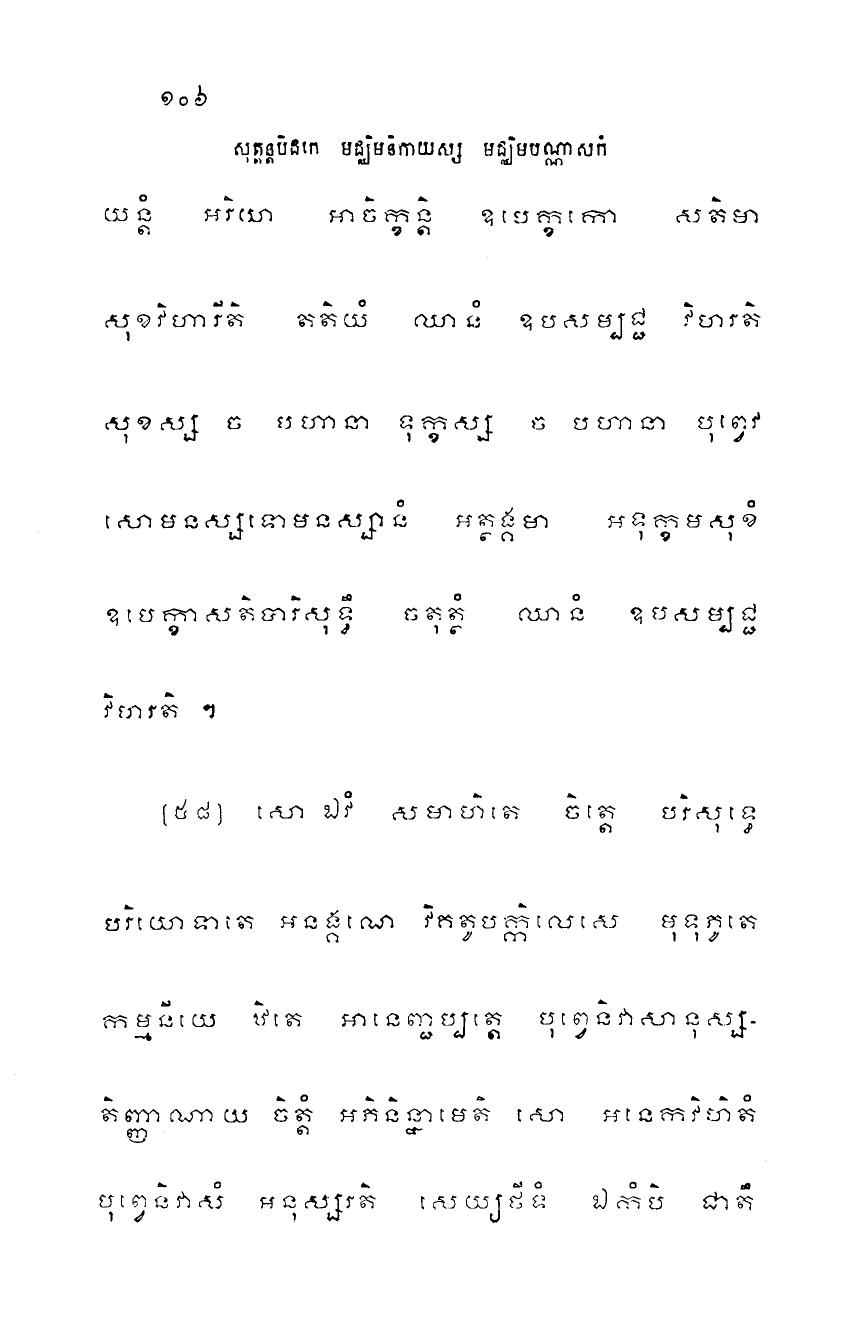 ១០៦
សុត្តន្តបិដកេ មជ្ឈិមនិកាយស្ស មជ្ឈិមបណ្ណាសកំ
យន្តំ អរិយា អាចិក្ខន្តិ ឧបេក្ខកោ សតិមា
សុខវិហារីតិ តតិយំ ឈានំ ឧបសម្បជ្ជ វិហរតិ
សុខស្ស ច បហានា ទុក្ខស្ស ច បហានា បុព្វេវ
សោមនស្សទោមនស្សានំ អត្ថង្គមា អទុក្ខមសុខំ
ឧបេក្ខាសតិបារិសុទ្ធឹ ចតុត្ថំ ឈានំ ឧបសម្បជ្ជ
វិហរតិ ។
[៥៨] សោ ឯវំ សមាហិតេ ចិត្តេ បរិសុទ្ធេ
បរិយោទាតេ អនង្គណេ វិគតូបក្កិលេសេ មុទុភូតេ
កម្មនីយេ ឋិតេ អានេញ្ជប្បត្តេ បុព្វេនិវាសានុស្ស-
តិញ្ញាណាយ ចិត្តំ អភិនិន្នាមេតិ សោ អនេកវិហិតំ
បុព្វេនិវាសំ អនុស្សរតិ សេយ្យថីទំ ឯកំបិ ជាតឹ